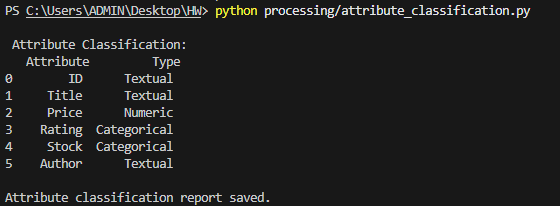 PS C:\Users\ADMIN\Desktop\HW> python processing/attribute_classification.py
Attribute Classification:
Attribute Type
0 ID Textual
1 Title Textual
2 Price Numeric
3 Rating Categorical
4 Stock Categorical
5 Author Textual
Attribute classification report saved.